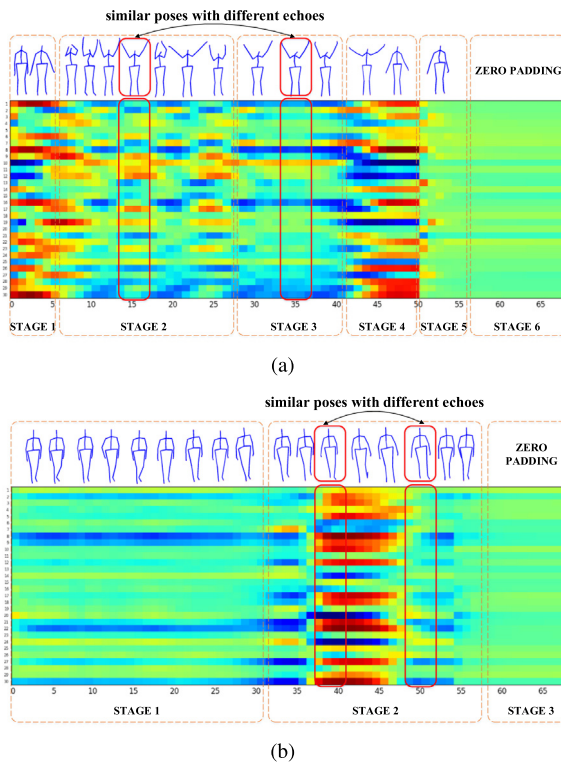 similar poses with different echoes
ZERO PADDING
0 5 10 15 20 25 30 35 40 45 50 55 60 65
STAGE 1 STAGE 2 STAGE 3 STAGE 4 STAGE 5 STAGE 6
(a)
similar poses with different echoes
ZERO
PADDING
0 5 10 15 20 25 30 35 40 45 50 55 60 65
STAGE 1 STAGE 2 STAGE 3
(b)